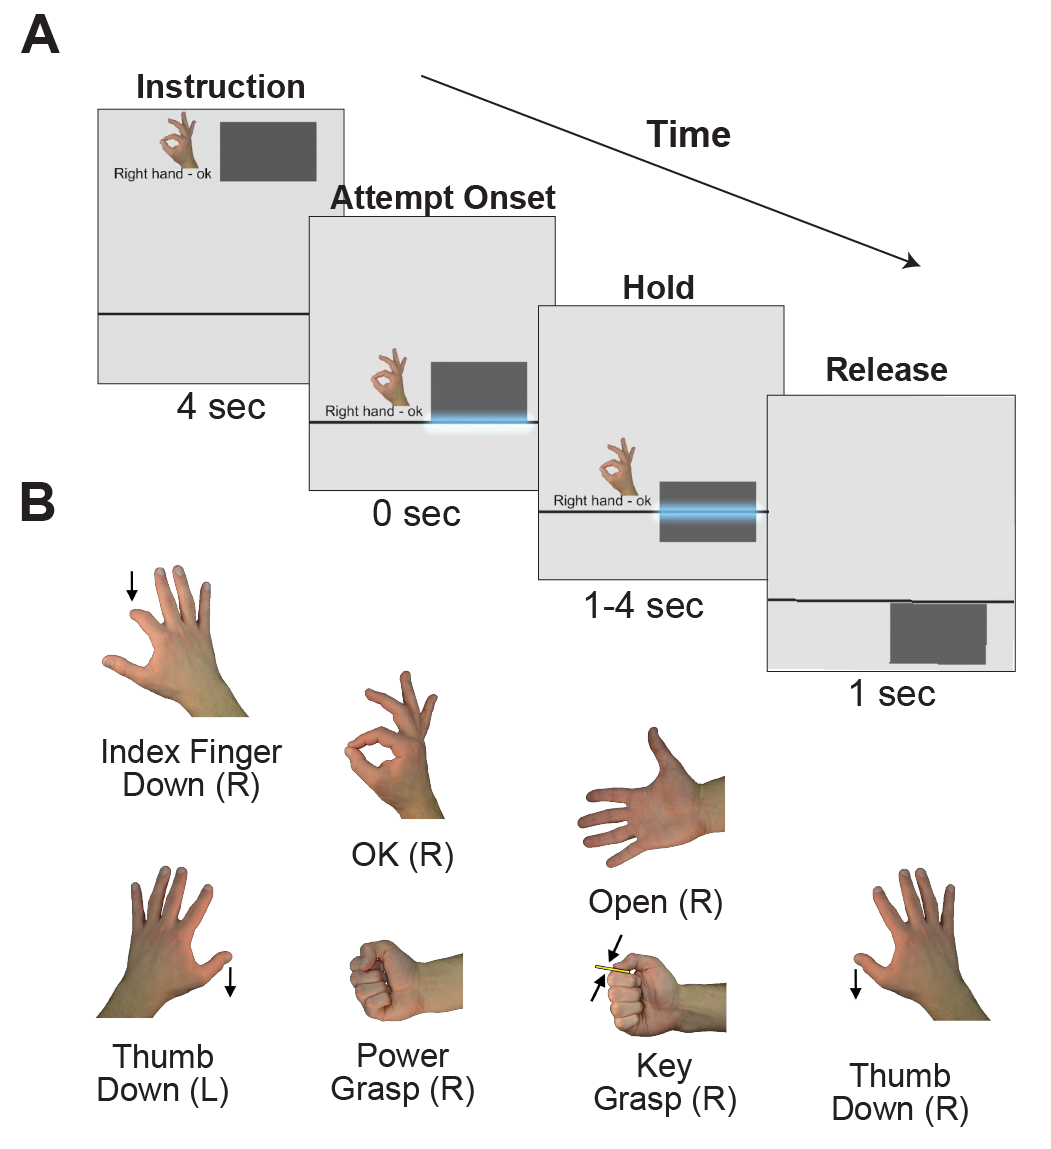 A
Instruction
Time
Right hand - ok
Attempt Onset
4 sec
Right hand - ok
Hold
0 sec
Right hand - ok
Release
1-4 sec
1 sec
B
Index Finger
Down (R)
OK (R)
Open (R)
Thumb
Down (L)
Power
Grasp (R)
Key
Grasp (R)
Thumb
Down (R)